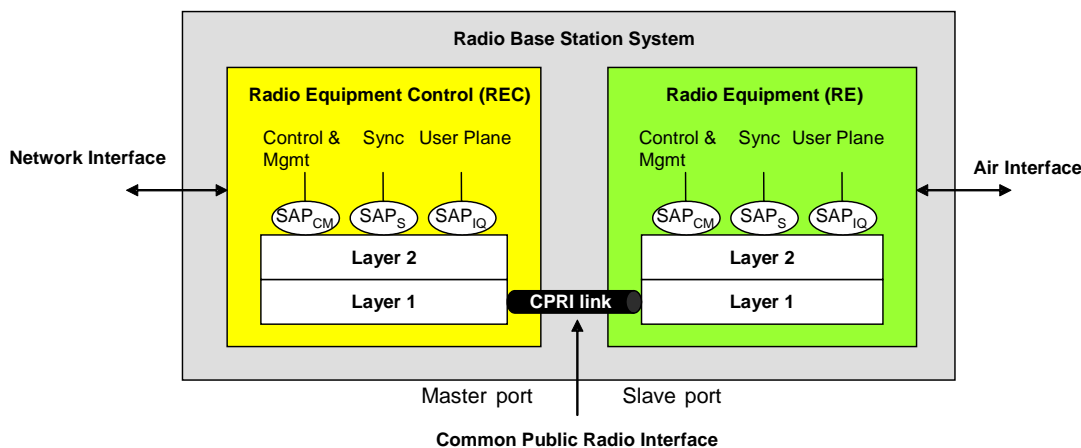 Radio Base Station System
Radio Equipment Control (REC)
Radio Equipment (RE)
Control & Mgmt
Sync
User Plane
Control & Mgmt
Sync
User Plane
Network Interface
Air Interface
SAPCM
SAPS
SAPIQ
SAPCM
SAPS
SAPIQ
Layer 2
Layer 2
Layer 1
CPRI link
Layer 1
Master port
Slave port
Common Public Radio Interface